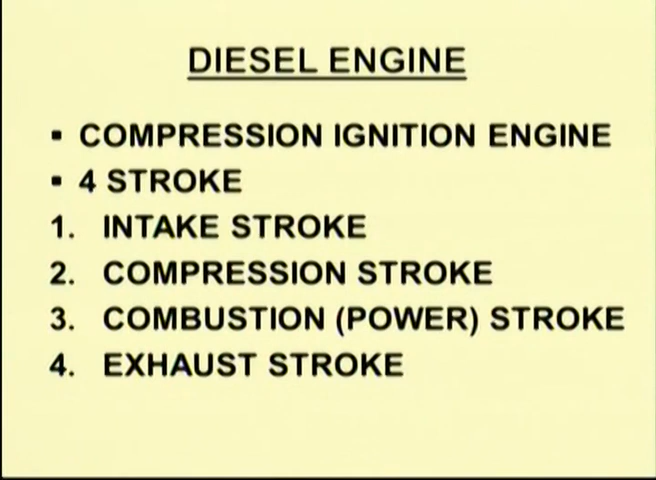 DIESEL ENGINE
▪ COMPRESSION IGNITION ENGINE
▪ 4 STROKE
1. INTAKE STROKE
2. COMPRESSION STROKE
3. COMBUSTION (POWER) STROKE
4. EXHAUST STROKE